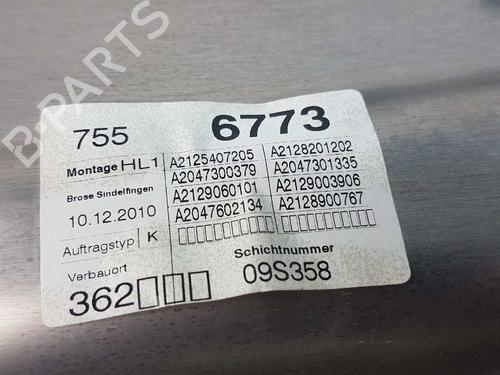 B-PARTS
755 6773
Montage HL1 A2125407205 A2128201202
Brose Sindelfingen A2047300379 A2047301335
10.12.2010 A2129060101 A2129003906
Auftragstyp K A2047602134 A2128900767
Verbauort Schichtnummer
362 09S358